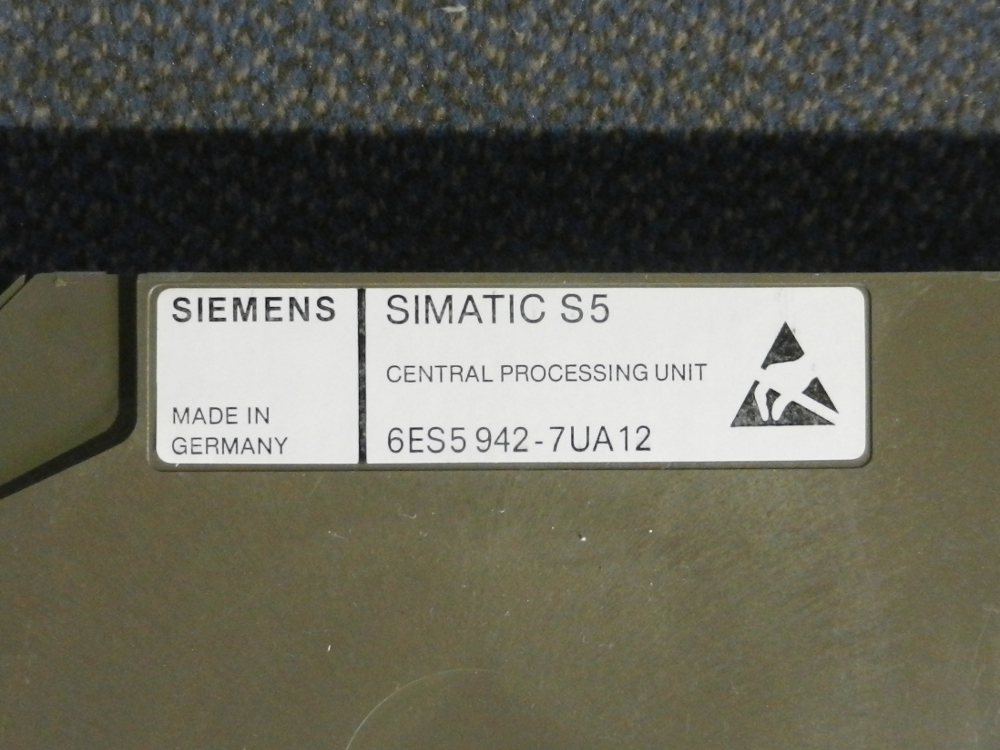 SIEMENS
MADE IN
GERMANY
SIMATIC S5
CENTRAL PROCESSING UNIT
6ES5 942-7UA12